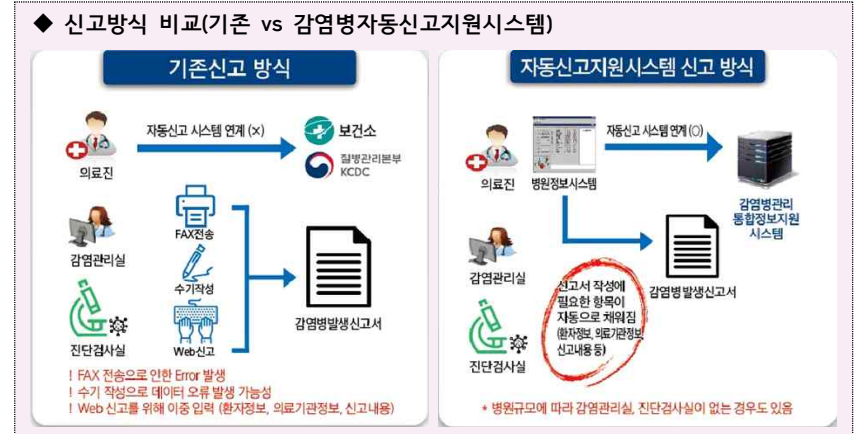 ◆ 신고방식 비교(기존 vs 감염병자동신고지원시스템)
기존신고 방식
자동신고 시스템 연계 (×)
의료진
보건소
질병관리본부
KCDC
FAX전송
감염관리실
수기작성
감염병발생신고서
진단검사실
Web신고
! FAX 전송으로 인한 Error 발생
! 수기 작성으로 데이터 오류 발생 가능성
! Web 신고를 위해 이중 입력 (환자정보, 의료기관정보, 신고내용)
자동신고지원시스템 신고 방식
자동신고 시스템 연계 (○)
의료진
병원정보시스템
감염병관리
통합정보지원
시스템
감염관리실
신고서 작성에
필요한 항목이
자동으로 채워짐
(환자정보, 의료기관정보,
신고내용 등)
감염병발생신고서
진단검사실
* 병원규모에 따라 감염관리실, 진단검사실이 없는 경우도 있음